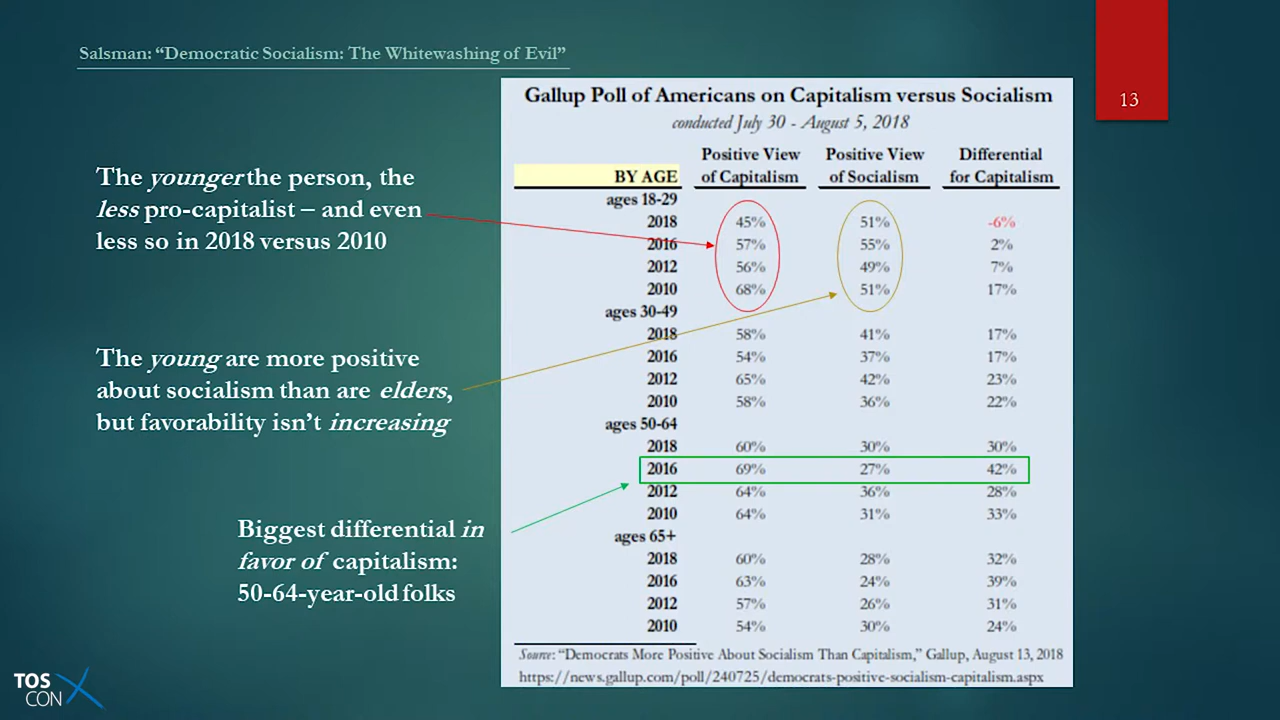 Salsman: “Democratic Socialism: The Whitewashing of Evil”
13
The younger the person, the
less pro-capitalist – and even
less so in 2018 versus 2010
The young are more positive
about socialism than are elders,
but favorability isn’t increasing
Biggest differential in
favor of capitalism:
50-64-year-old folks
Gallup Poll of Americans on Capitalism versus Socialism
conducted July 30 - August 5, 2018
Positive View Positive View Differential
BY AGE of Capitalism of Socialism for Capitalism
ages 18-29
2018 45% 51% -6%
2016 57% 55% 2%
2012 56% 49% 7%
2010 68% 51% 17%
ages 30-49
2018 58% 41% 17%
2016 54% 37% 17%
2012 65% 42% 23%
2010 58% 36% 22%
ages 50-64
2018 60% 30% 30%
2016 69% 27% 42%
2012 64% 36% 28%
2010 64% 31% 33%
ages 65+
2018 60% 28% 32%
2016 63% 24% 39%
2012 57% 26% 31%
2010 54% 30% 24%
Source: “Democrats More Positive About Socialism Than Capitalism,” Gallup, August 13, 2018
https://news.gallup.com/poll/240725/democrats-positive-socialism-capitalism.aspx
TOS
CON